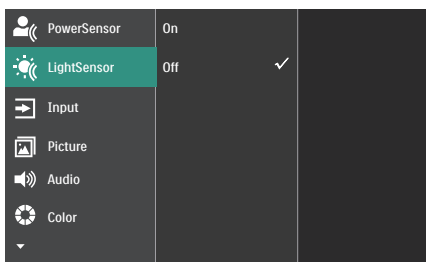 PowerSensor
On
LightSensor
Off
Input
Picture
Audio
Color